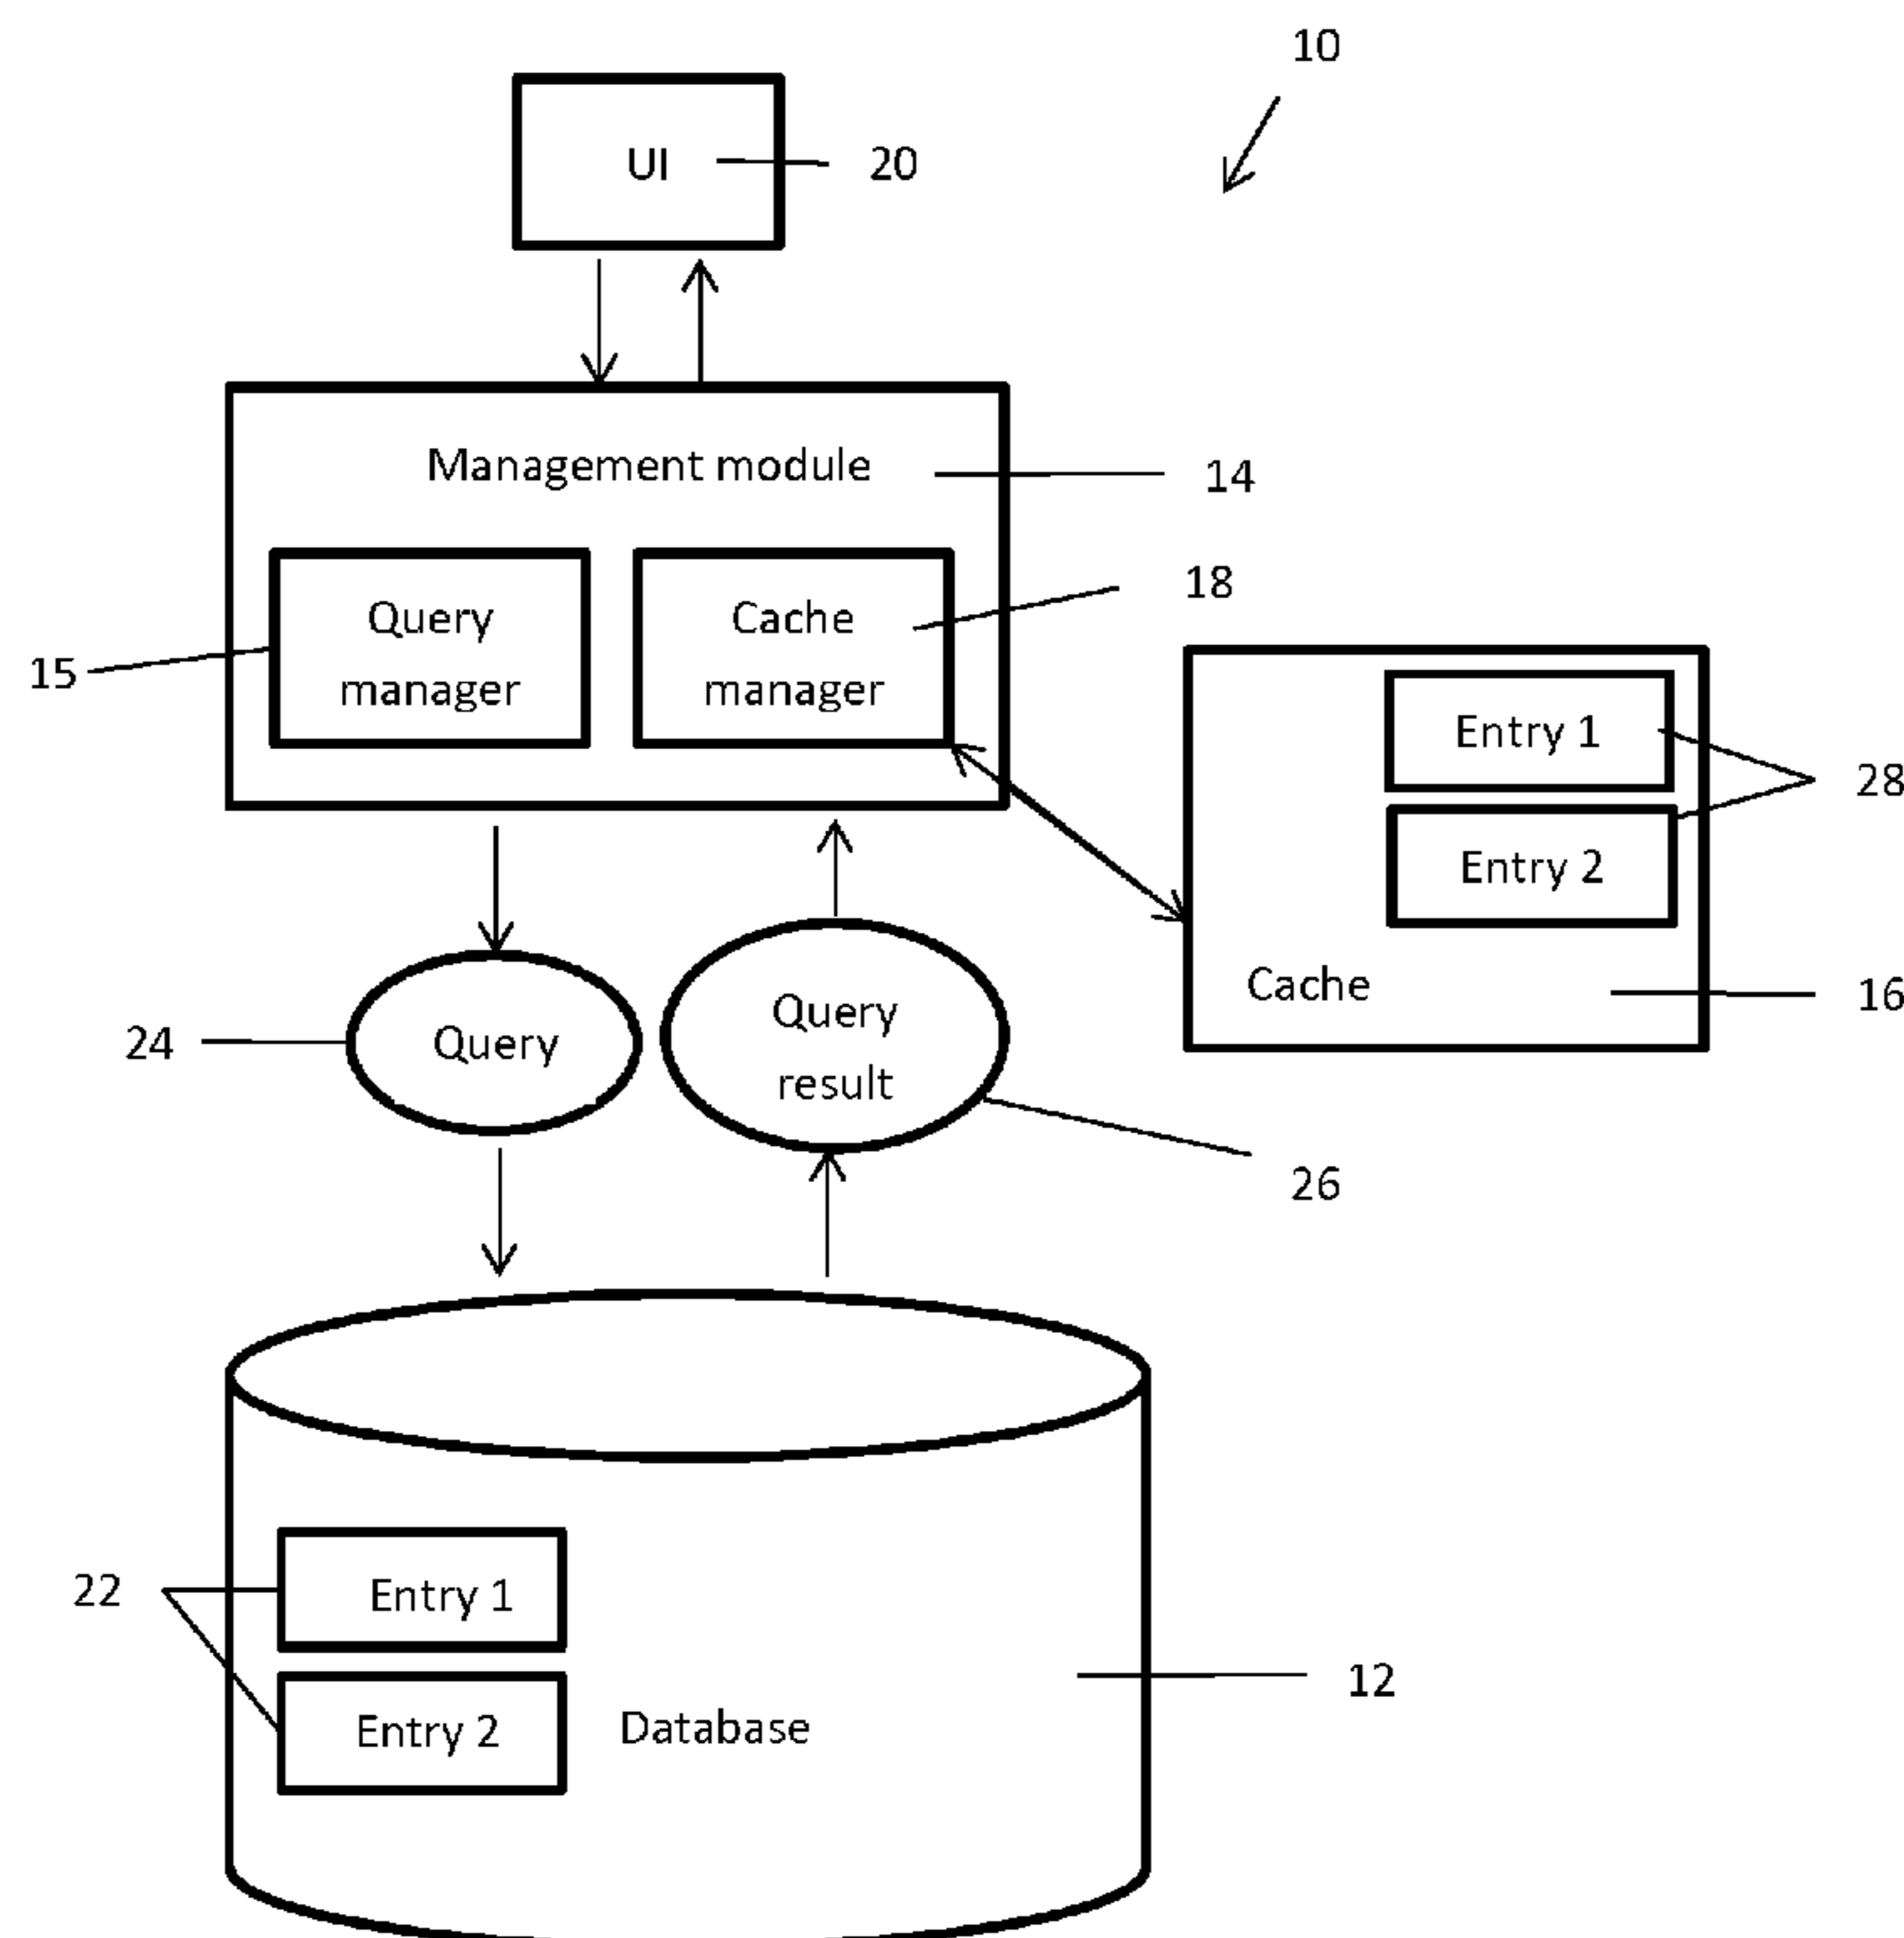 10
UI
20
Management module
14
Query
manager
Cache
manager
18
15
Entry 1
28
Entry 2
Cache
16
24
Query
Query
result
26
22
Entry 1
12
Entry 2
Database